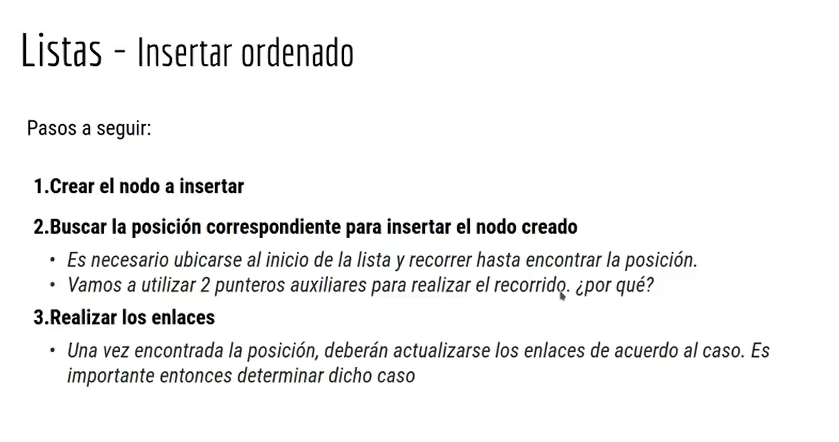 Listas - Insertar ordenado
Pasos a seguir:
1.Crear el nodo a insertar
2.Buscar la posición correspondiente para insertar el nodo creado
• Es necesario ubicarse al inicio de la lista y recorrer hasta encontrar la posición.
• Vamos a utilizar 2 punteros auxiliares para realizar el recorrido. ¿por qué?
3.Realizar los enlaces
• Una vez encontrada la posición, deberán actualizarse los enlaces de acuerdo al caso. Es
importante entonces determinar dicho caso